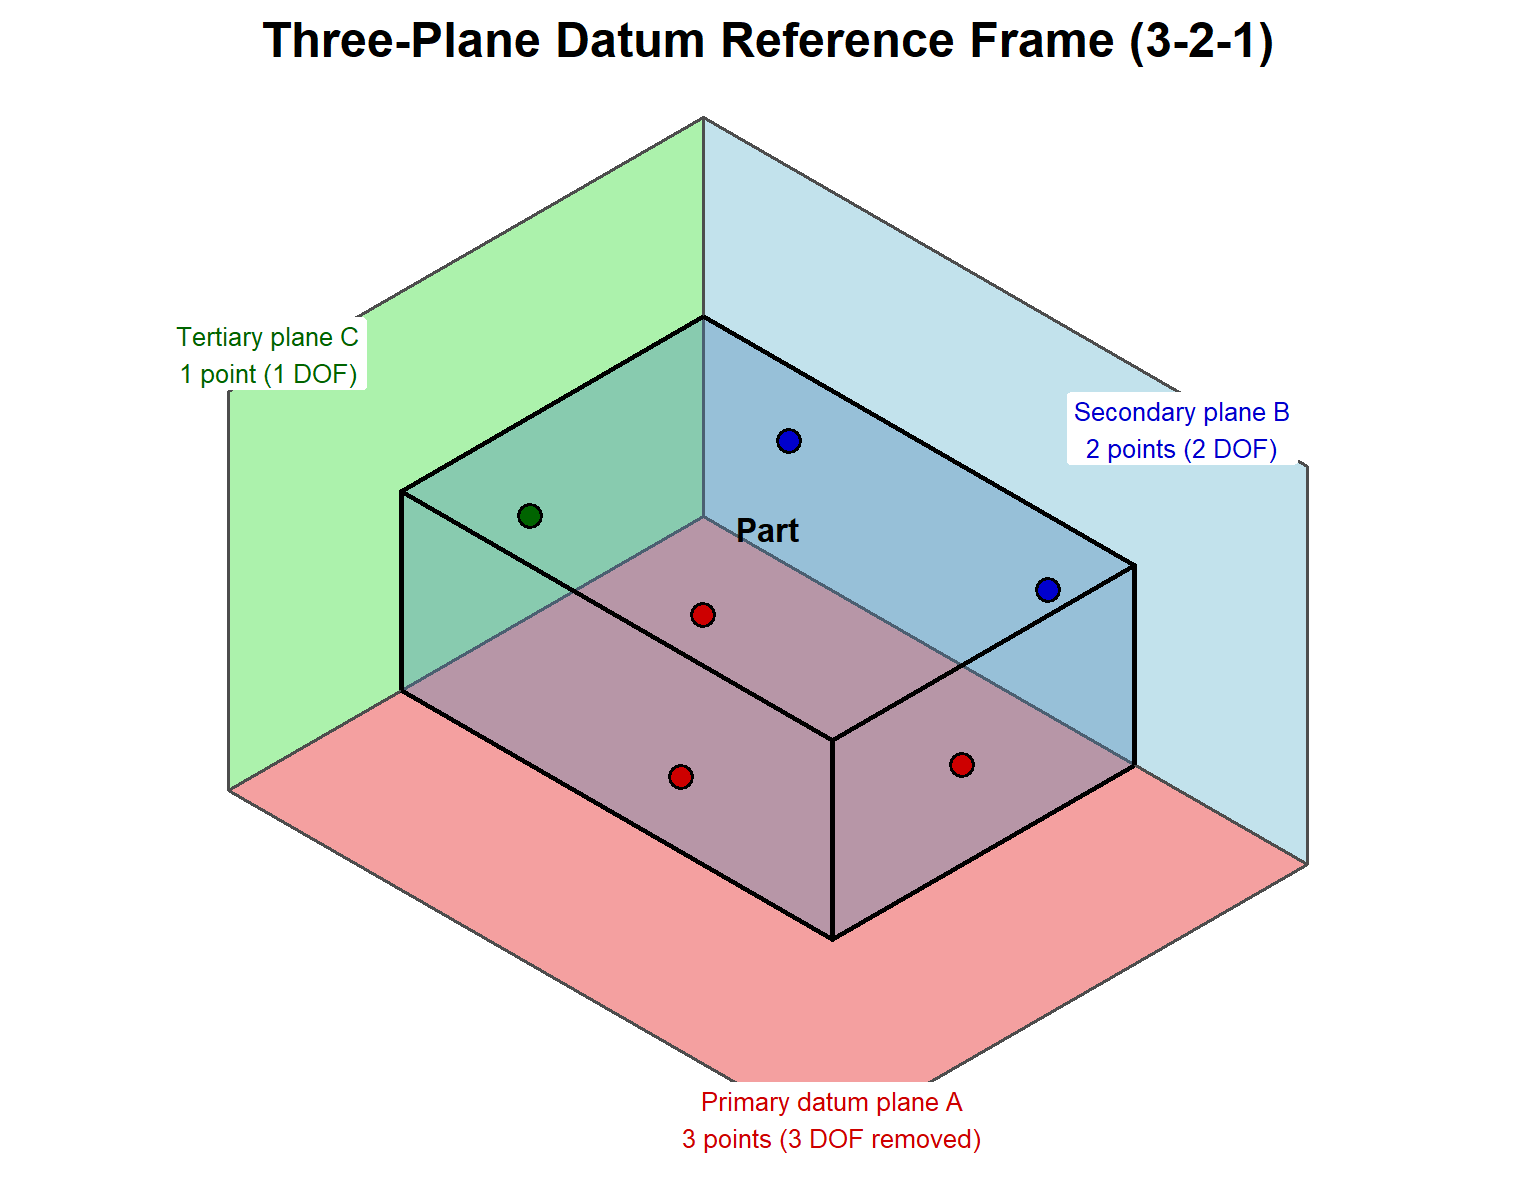 Three-Plane Datum Reference Frame (3-2-1)
Tertiary plane C
1 point (1 DOF)
Secondary plane B
2 points (2 DOF)
Part
Primary datum plane A
3 points (3 DOF removed)